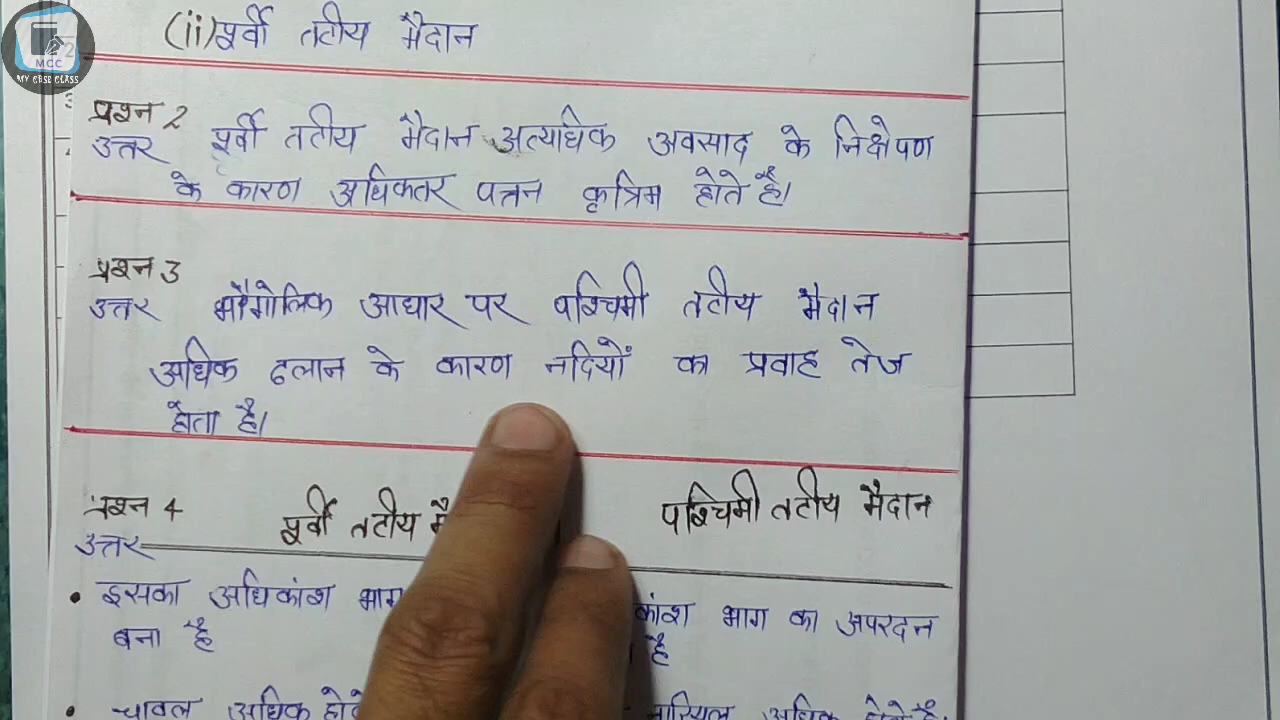 MCC
MY CBSE CLASS
(ii) पूर्वी तटीय मैदान
प्रश्न 2
उत्तर पूर्वी तटीय मैदान अत्यधिक अवसाद के निक्षेपण
के कारण अधिकतर पत्तन कृत्रिम होते है।
प्रश्न 3
उत्तर भौगोलिक आधार पर पश्चिमी तटीय मैदान
अधिक ढलान के कारण नदियों का प्रवाह तेज
होता है।
प्रश्न 4 पूर्वी तटीय पश्चिमी तटीय मैदान
उत्तर
• इसका अधिकांश भाग भाग का अपरदन
बना है है
• चावल अधिक नारियल अधिक होते है।